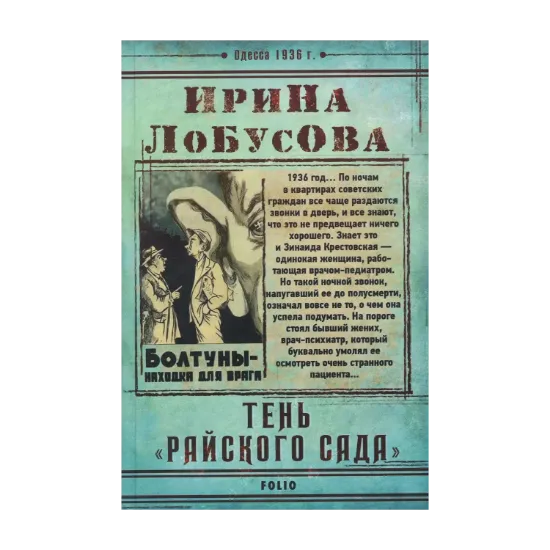 Одесса 1936 г.
ИРИНА
ЛОБУСОВА
1936 год... По ночам
в квартирах советских
граждан все чаще раздаются
звонки в дверь, и все знают,
что это не предвещает ничего
хорошего. Знает это
и Зинаида Крестовская —
одинокая женщина, рабо-
тающая врачом-педиатром.
Но такой ночной звонок,
напугавший ее до полусмерти,
означал вовсе не то, о чем она
успела подумать. На пороге
стоял бывший жених,
врач-психиатр, который
буквально умолял ее
осмотреть очень странного
пациента...
БОЛТУНЫ-
НАХОДКА ДЛЯ ВРАГА
ТЕНЬ
«РАЙСКОГО САДА»
FOLIO